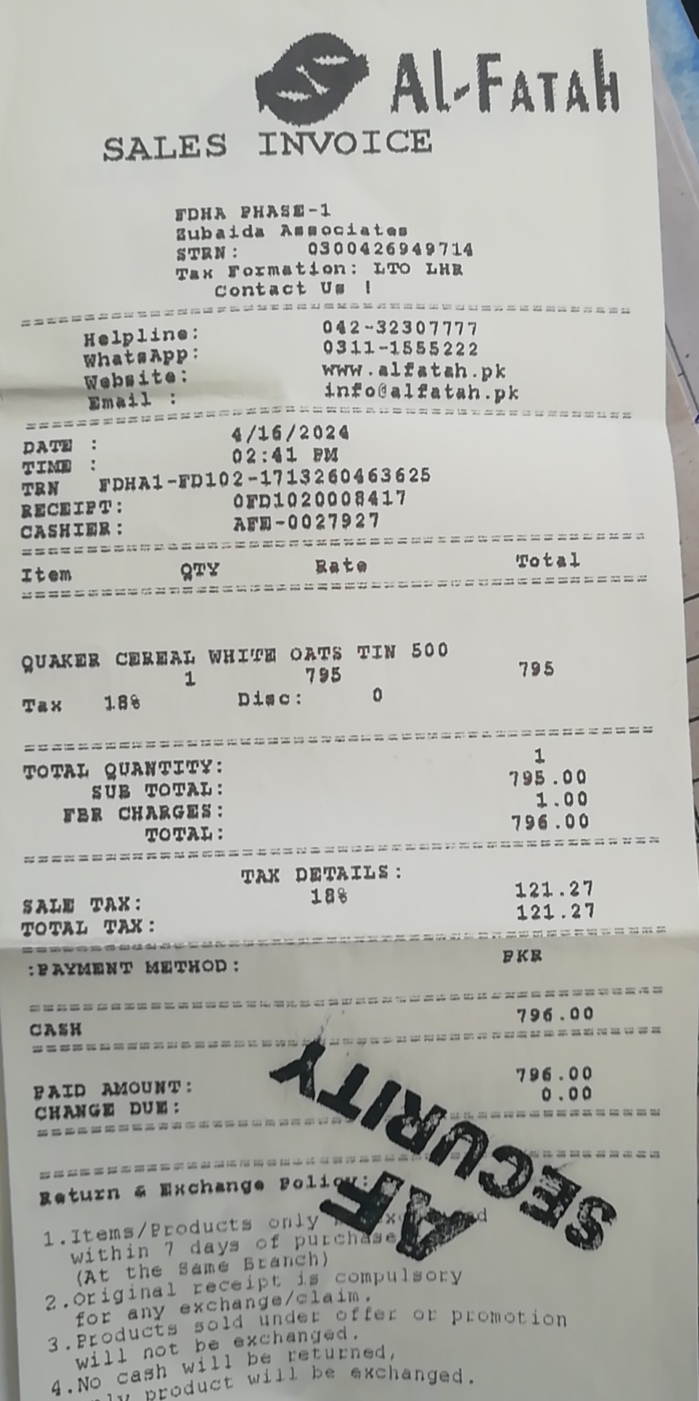 Al-Fatah
SALES INVOICE
FDHA PHASE-1
Zubaida Associates
STRN: 0300426949714
Tax Formation: LTO LHR
Contact Us !
Helpline: 042-32307777
WhatsApp: 0311-1555222
Website: www.alfatah.pk
Email : info@alfatah.pk
DATE : 4/16/2024
TIME : 02:41 PM
TRN FDHA1-FD102-1713260463625
RECEIPT: 0FD1020008417
CASHIER: AFE-0027927
Item QTY Rate Total
QUAKER CEREAL WHITE OATS TIN 500
1 795 795
Tax 18% Disc: 0
TOTAL QUANTITY: 1
SUB TOTAL: 795.00
FBR CHARGES: 1.00
TOTAL: 796.00
TAX DETAILS:
SALE TAX: 18% 121.27
TOTAL TAX: 121.27
:PAYMENT METHOD: PKR
CASH 796.00
PAID AMOUNT: 796.00
CHANGE DUE: 0.00
AF
SECURITY
Return & Exchange Policy:
1.Items/Products only
within 7 days of purchase
(At the Same Branch)
2.Original receipt is compulsory
for any exchange/claim.
3.Products sold under offer or promotion
will not be exchanged.
4.No cash will be returned,
product will be exchanged.